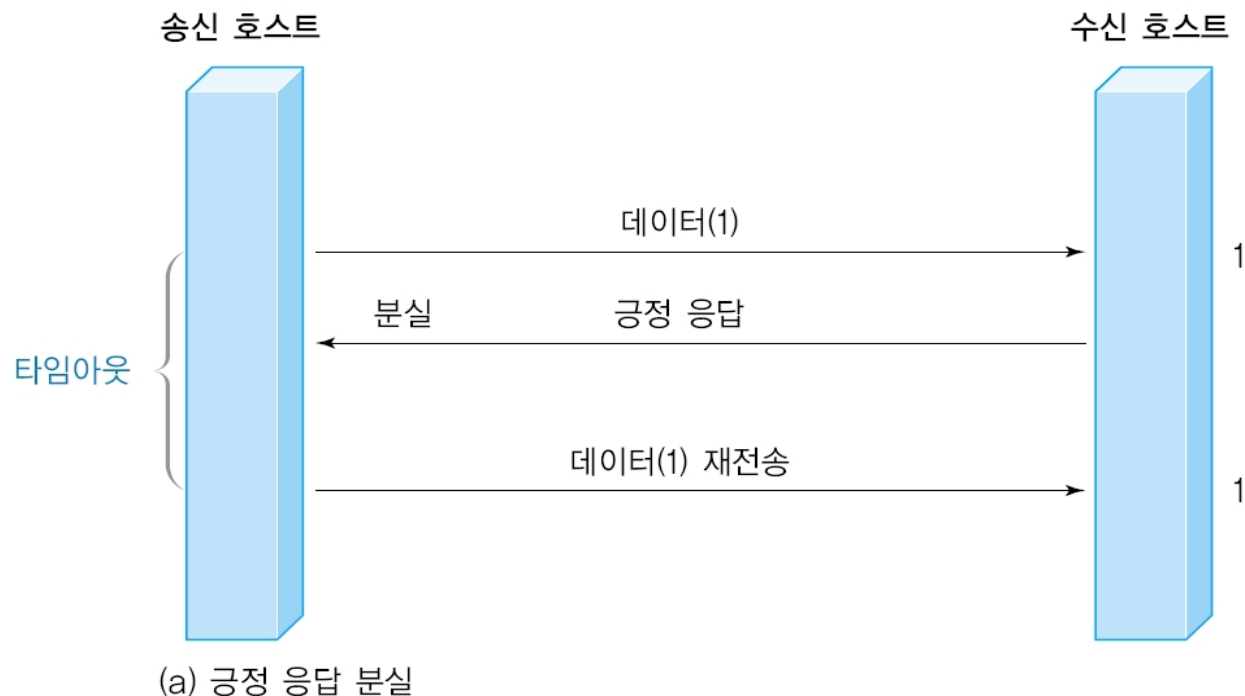 송신 호스트
수신 호스트
데이터(1)
1
분실
긍정 응답
타임아웃
데이터(1) 재전송
1
(a) 긍정 응답 분실